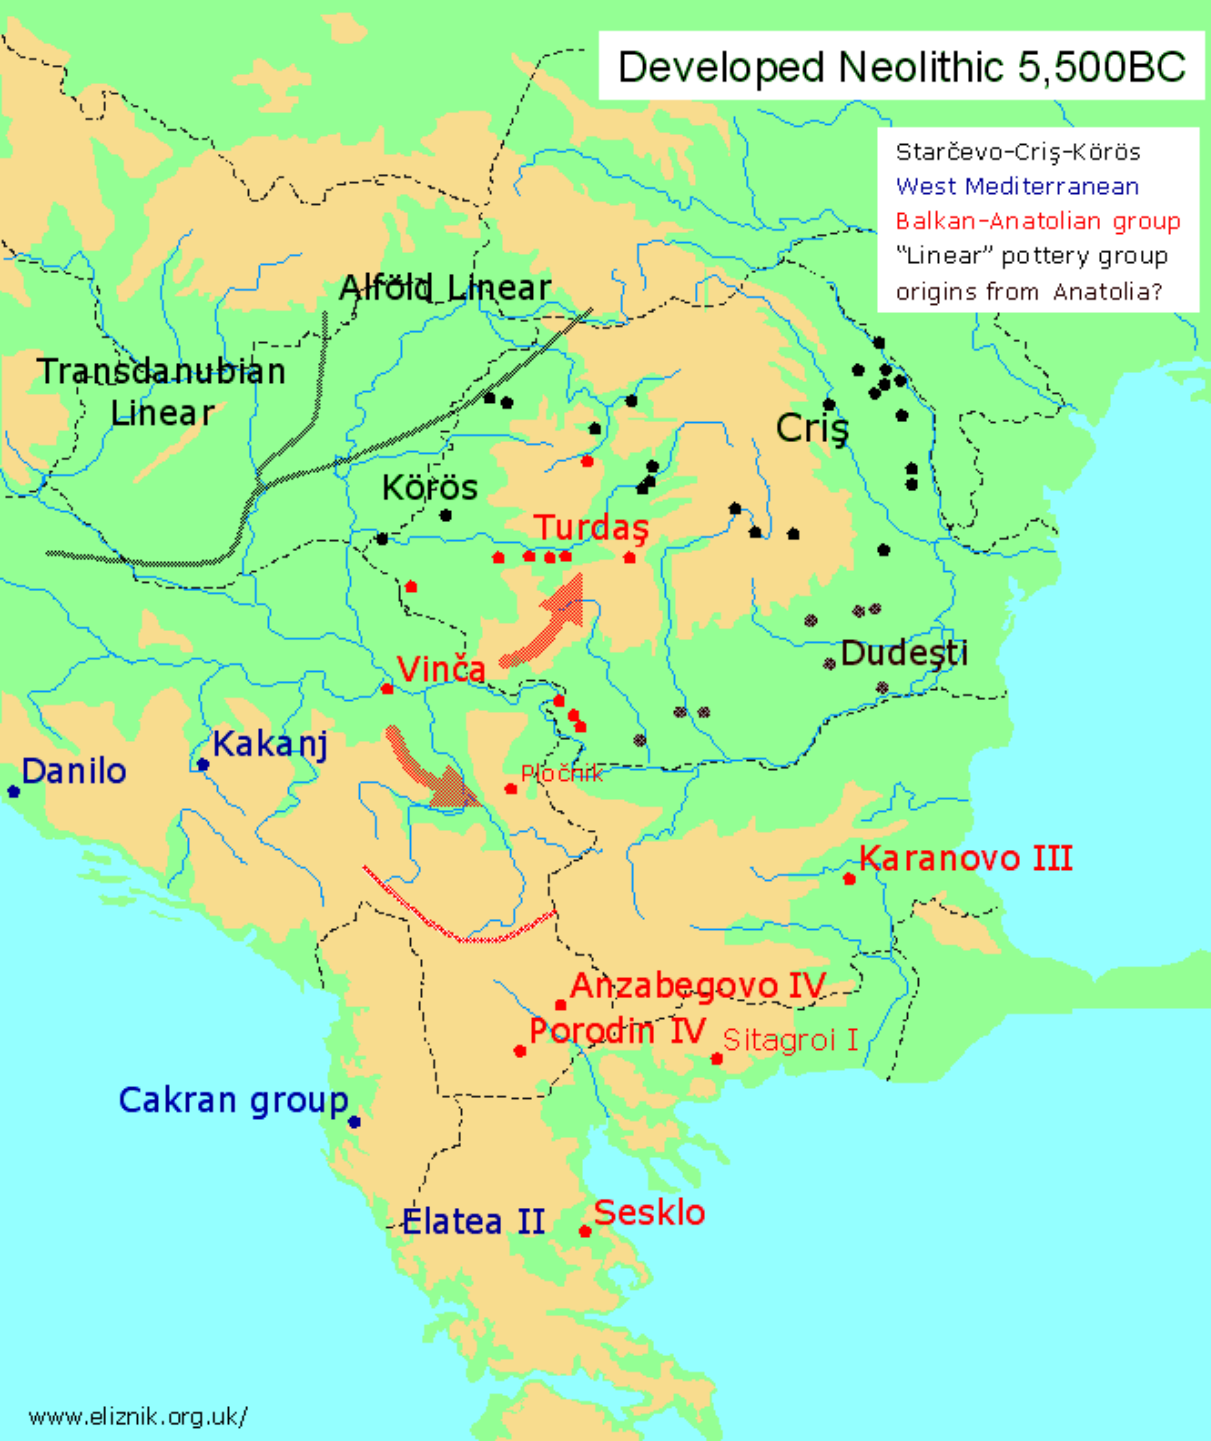 Developed Neolithic 5,500BC
Starčevo-Criş-Körös
West Mediterranean
Balkan-Anatolian group
"Linear" pottery group
origins from Anatolia?
Alföld Linear
Transdanubian
Linear
Criş
Körös
Turdaş
Dudeşti
Vinča
Kakanj
Danilo
Pločnik
Karanovo III
Anzabegovo IV
Porodin IV
Sitagroi I
Cakran group
Elatea II
Sesklo
www.eliznik.org.uk/